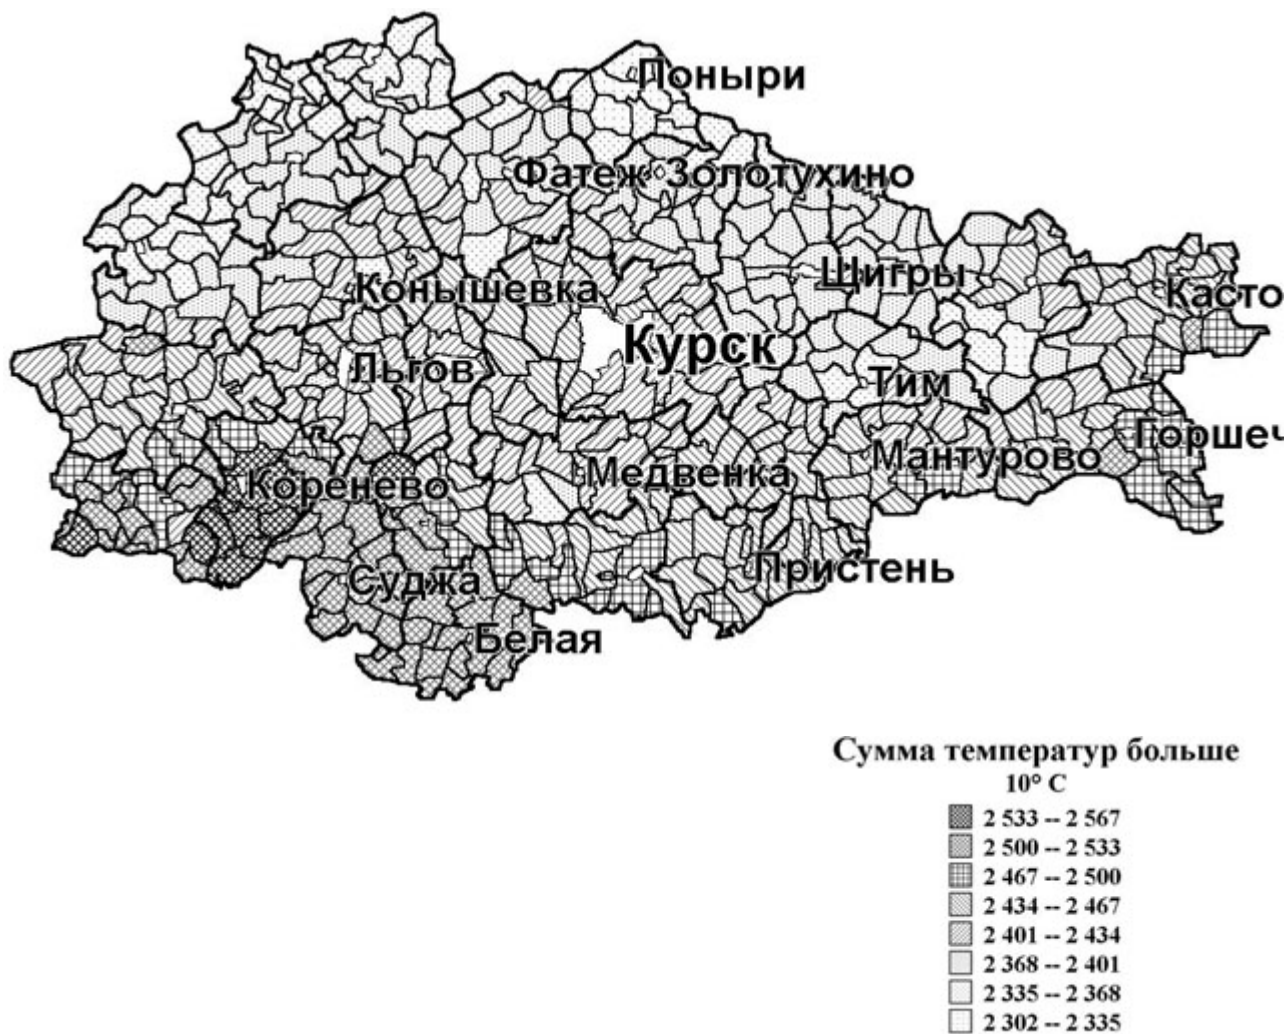 Поныри
Фатеж Золотухино
Щигры
Конышевка
Касто
Курск
Льгов
Тим
Горшеч
Мантурово
Медвенка
Коренево
Пристень
Суджа
Белая
Сумма температур больше
10° С
2 533 -- 2 567
2 500 -- 2 533
2 467 -- 2 500
2 434 -- 2 467
2 401 -- 2 434
2 368 -- 2 401
2 335 -- 2 368
2 302 -- 2 335